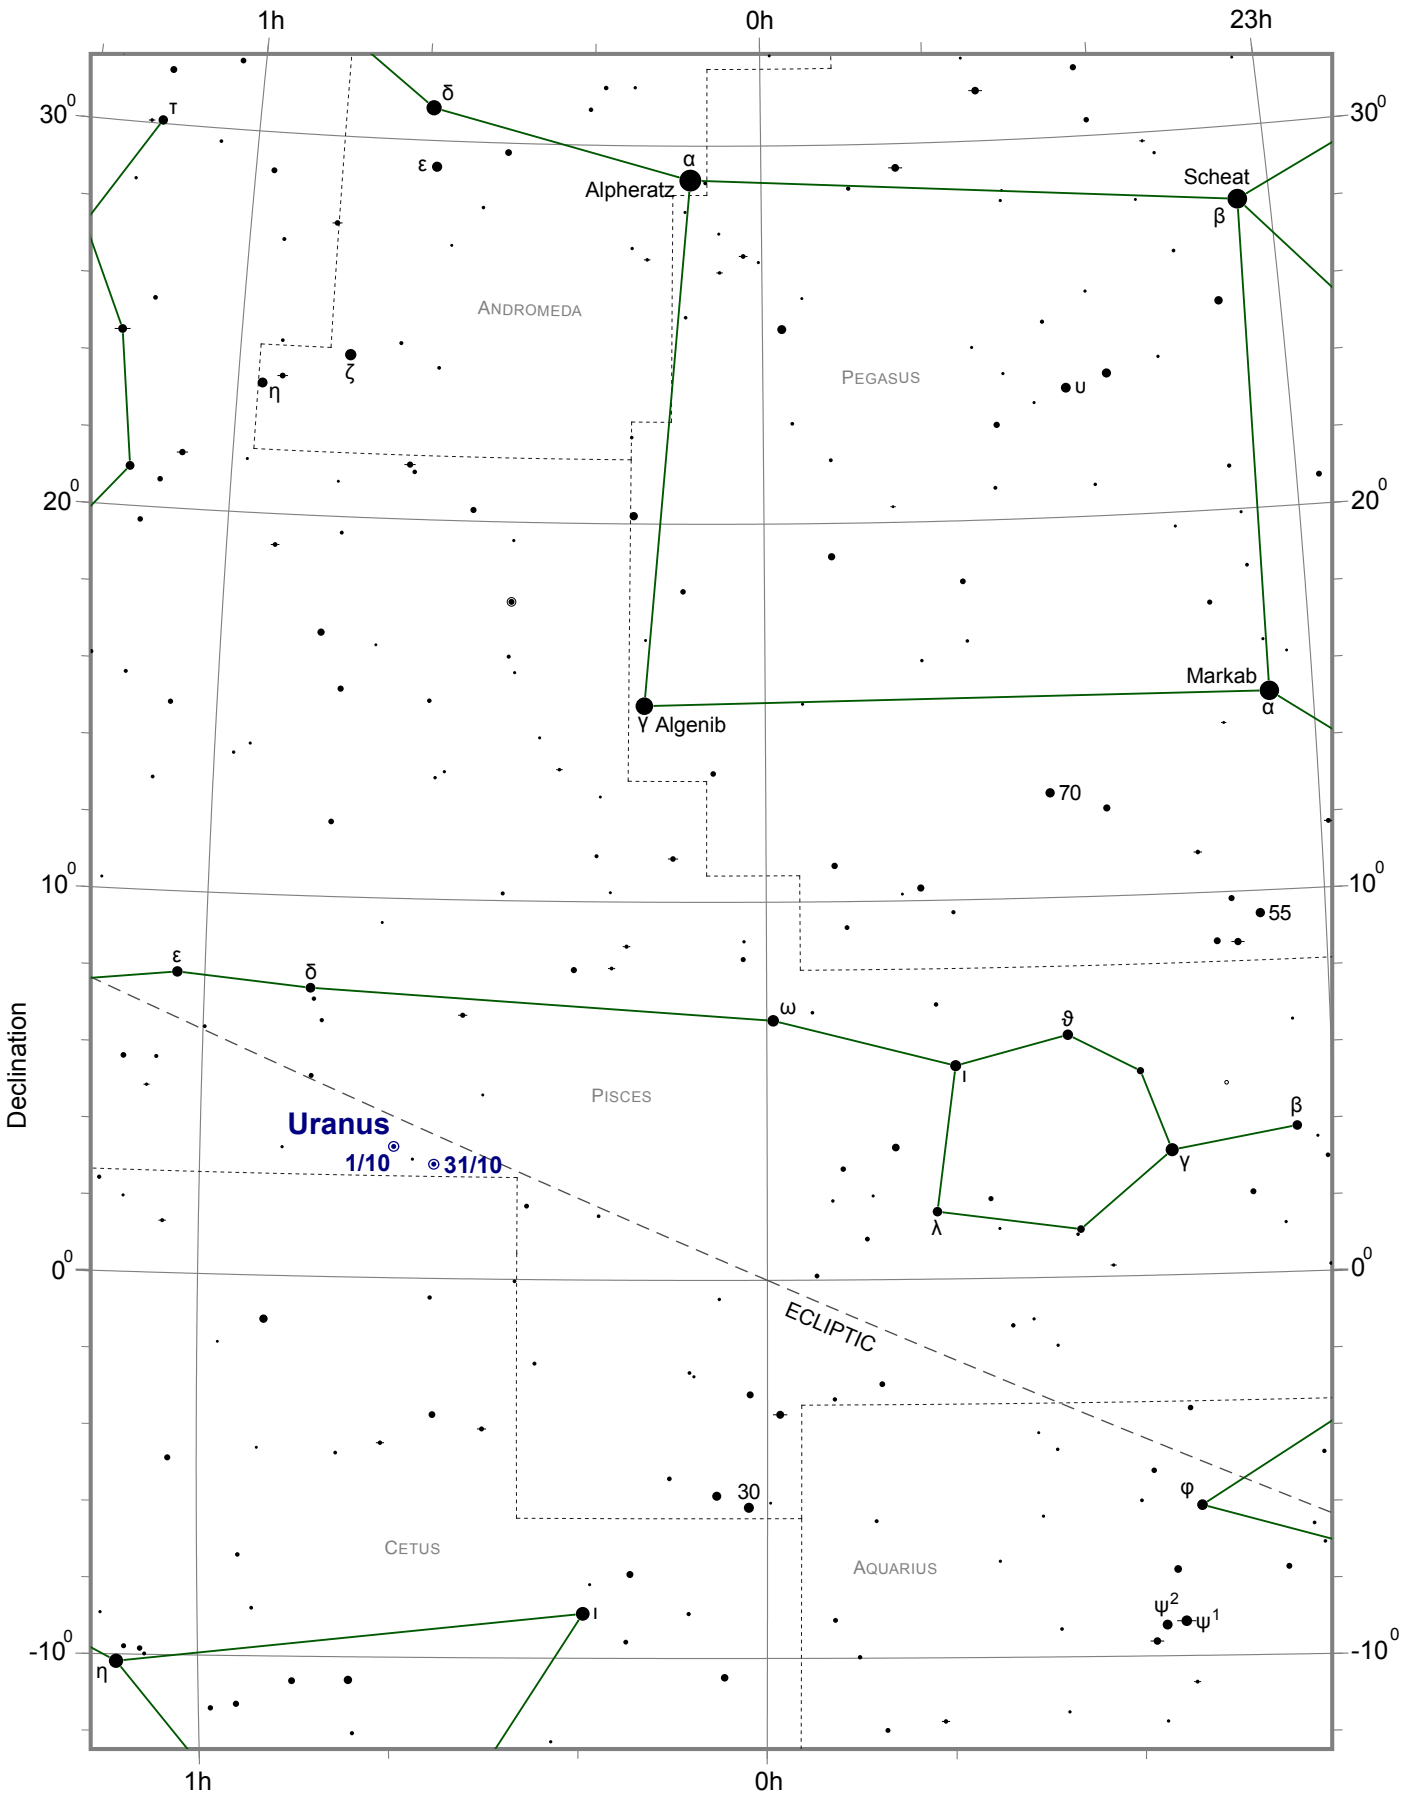 1h 0h 23h
30⁰ 30⁰
τ
δ
ε
α
Alpheratz
Scheat
β
ANDROMEDA
ζ
η
PEGASUS
υ
20⁰ 20⁰
Markab
α
γ Algenib
70
10⁰ 10⁰
55
ε
δ
ω
ϑ
ι
Declination
PISCES
Uranus
1/10
31/10
β
γ
λ
0⁰ 0⁰
ECLIPTIC
30
φ
CETUS
AQUARIUS
ι
ψ² ψ¹
-10⁰ -10⁰
η
1h 0h